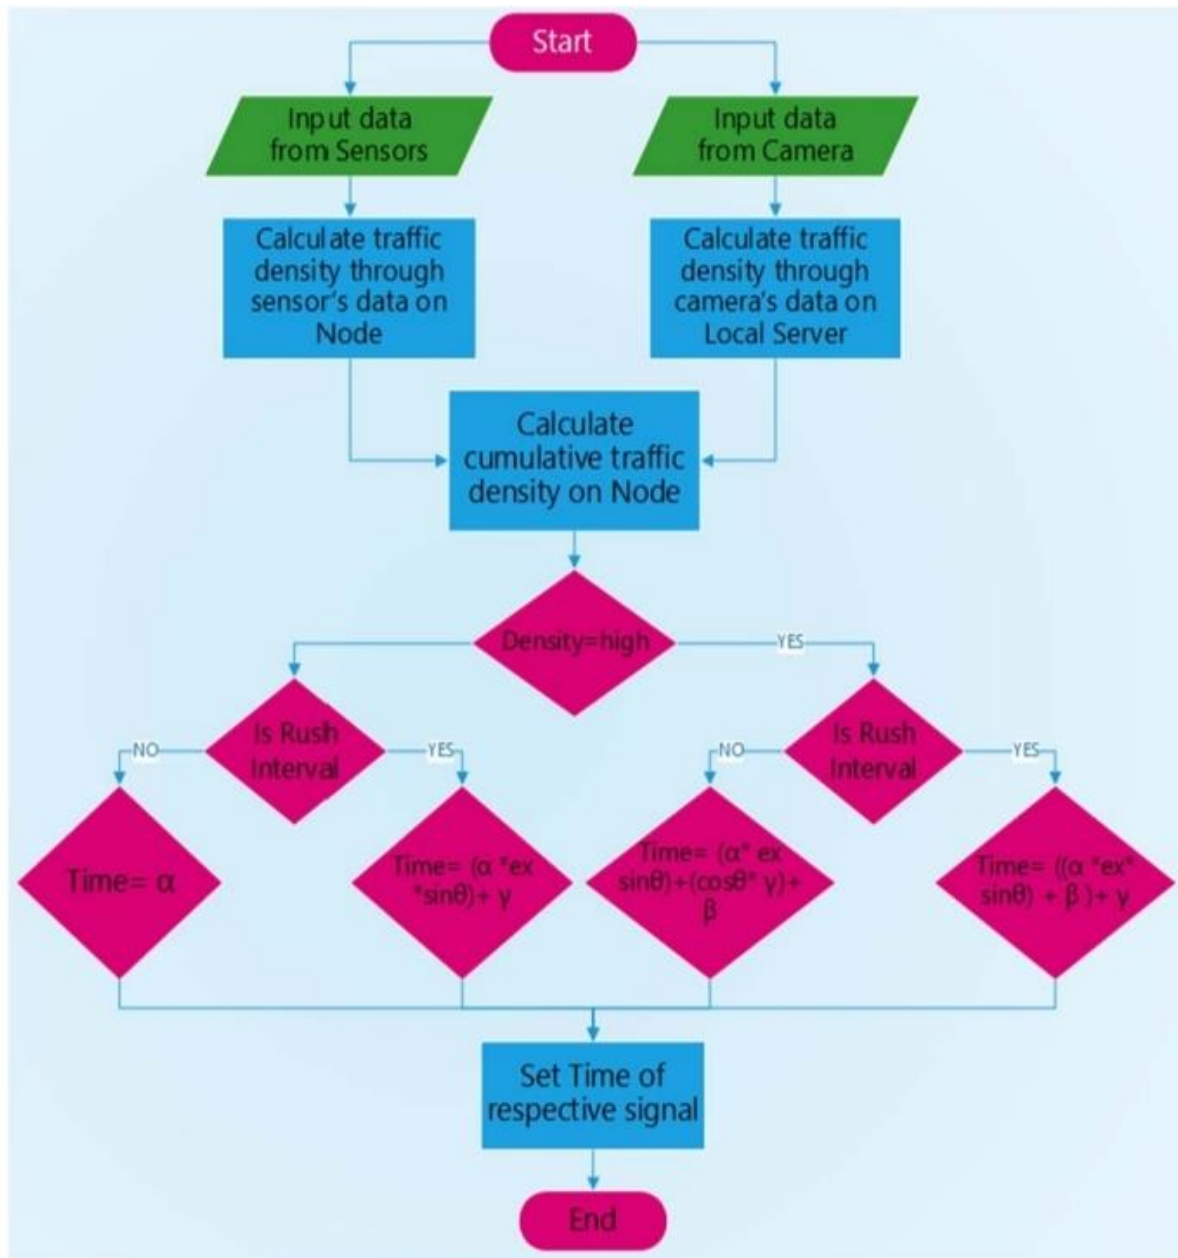 Start
Input data
from Sensors
Input data
from Camera
Calculate traffic
density through
sensor's data on
Node
Calculate traffic
density through
camera's data on
Local Server
Calculate
cumulative traffic
density on Node
Density=high
YES
Is Rush
Interval
Is Rush
Interval
NO
YES
NO
YES
Time= α
Time= (α *ex
*sinθ)+ γ
Time= (α* ex
sinθ)+(cosθ* γ)+
β
Time= ((α *ex*
sinθ) + β )+ γ
Set Time of
respective signal
End